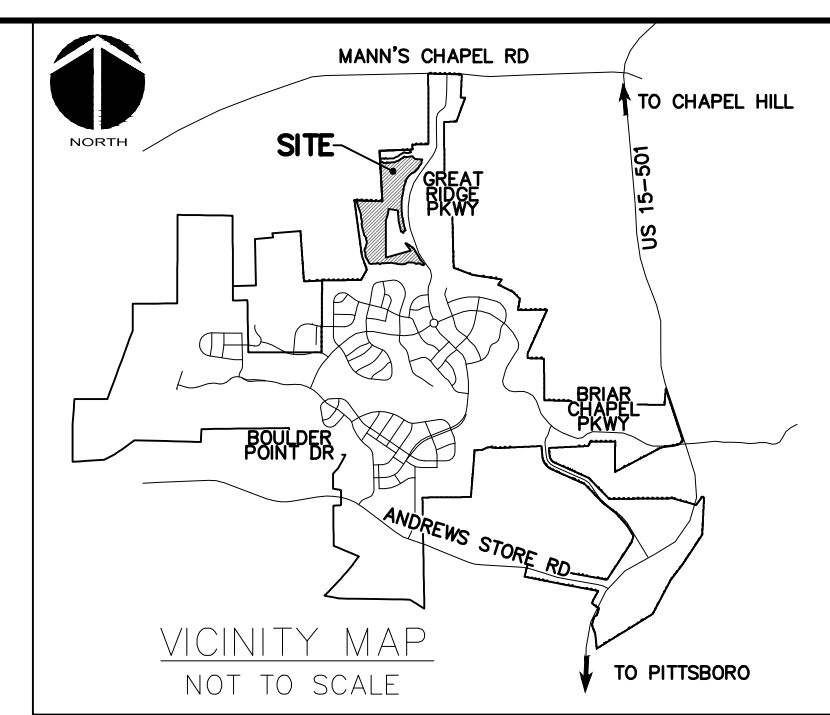 MANN'S CHAPEL RD
NORTH
TO CHAPEL HILL
SITE
US 15-501
GREAT
RIDGE
PKWY
BRIAR
CHAPEL
PKWY
BOULDER
POINT DR
ANDREWS STORE RD
VICINITY MAP
NOT TO SCALE
TO PITTSBORO